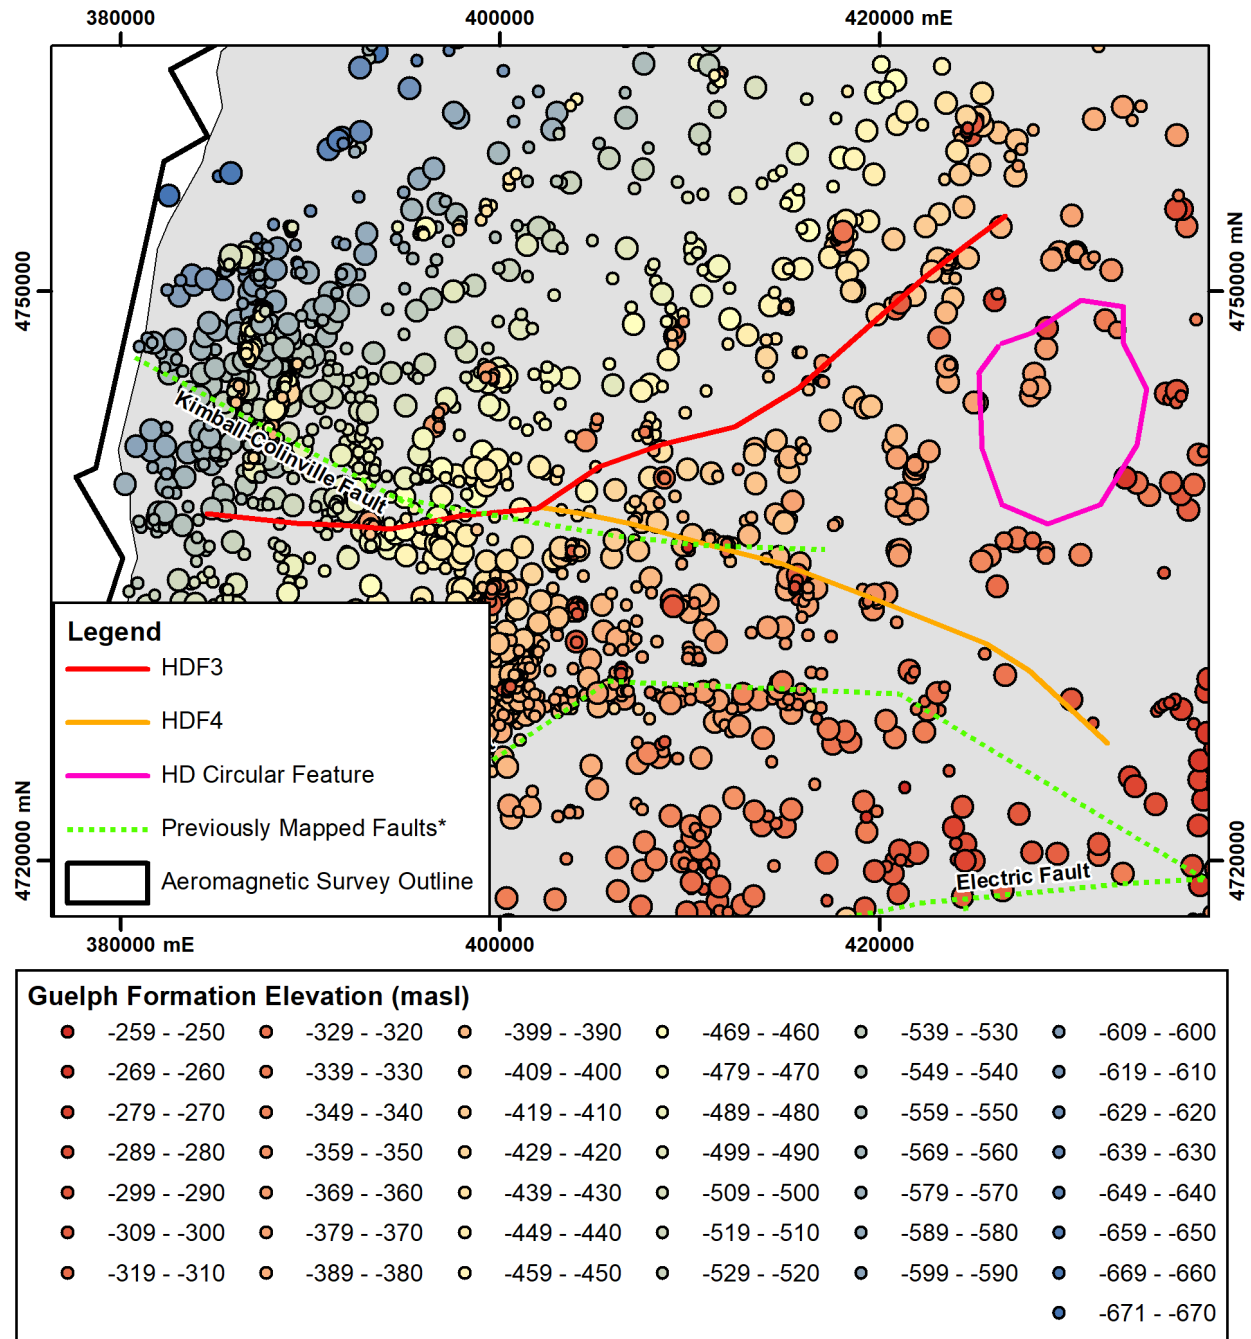 380000
400000
420000 mE
4750000
4750000 mN
Kimball-Colinville Fault
Legend
HDF3
HDF4
HD Circular Feature
Previously Mapped Faults*
Aeromagnetic Survey Outline
4720000 mN
4720000
Electric Fault
380000 mE
400000
420000
Guelph Formation Elevation (masl)
-259 - -250 -329 - -320 -399 - -390 -469 - -460 -539 - -530 -609 - -600
-269 - -260 -339 - -330 -409 - -400 -479 - -470 -549 - -540 -619 - -610
-279 - -270 -349 - -340 -419 - -410 -489 - -480 -559 - -550 -629 - -620
-289 - -280 -359 - -350 -429 - -420 -499 - -490 -569 - -560 -639 - -630
-299 - -290 -369 - -360 -439 - -430 -509 - -500 -579 - -570 -649 - -640
-309 - -300 -379 - -370 -449 - -440 -519 - -510 -589 - -580 -659 - -650
-319 - -310 -389 - -380 -459 - -450 -529 - -520 -599 - -590 -669 - -660
-671 - -670